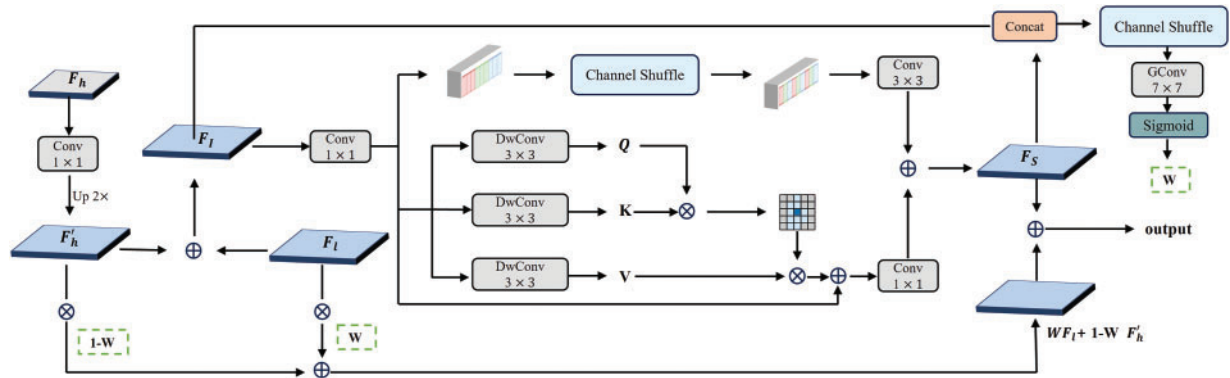 F_h
Conv
1 × 1
Up 2×
F'_h
F_I
F_l
Conv
1 × 1
Channel Shuffle
Conv
3 × 3
DwConv
3 × 3
Q
DwConv
3 × 3
K
DwConv
3 × 3
V
Conv
1 × 1
Concat
Channel Shuffle
GConv
7 × 7
Sigmoid
W
F_S
output
WF_l + 1-W F'_h
1-W
W